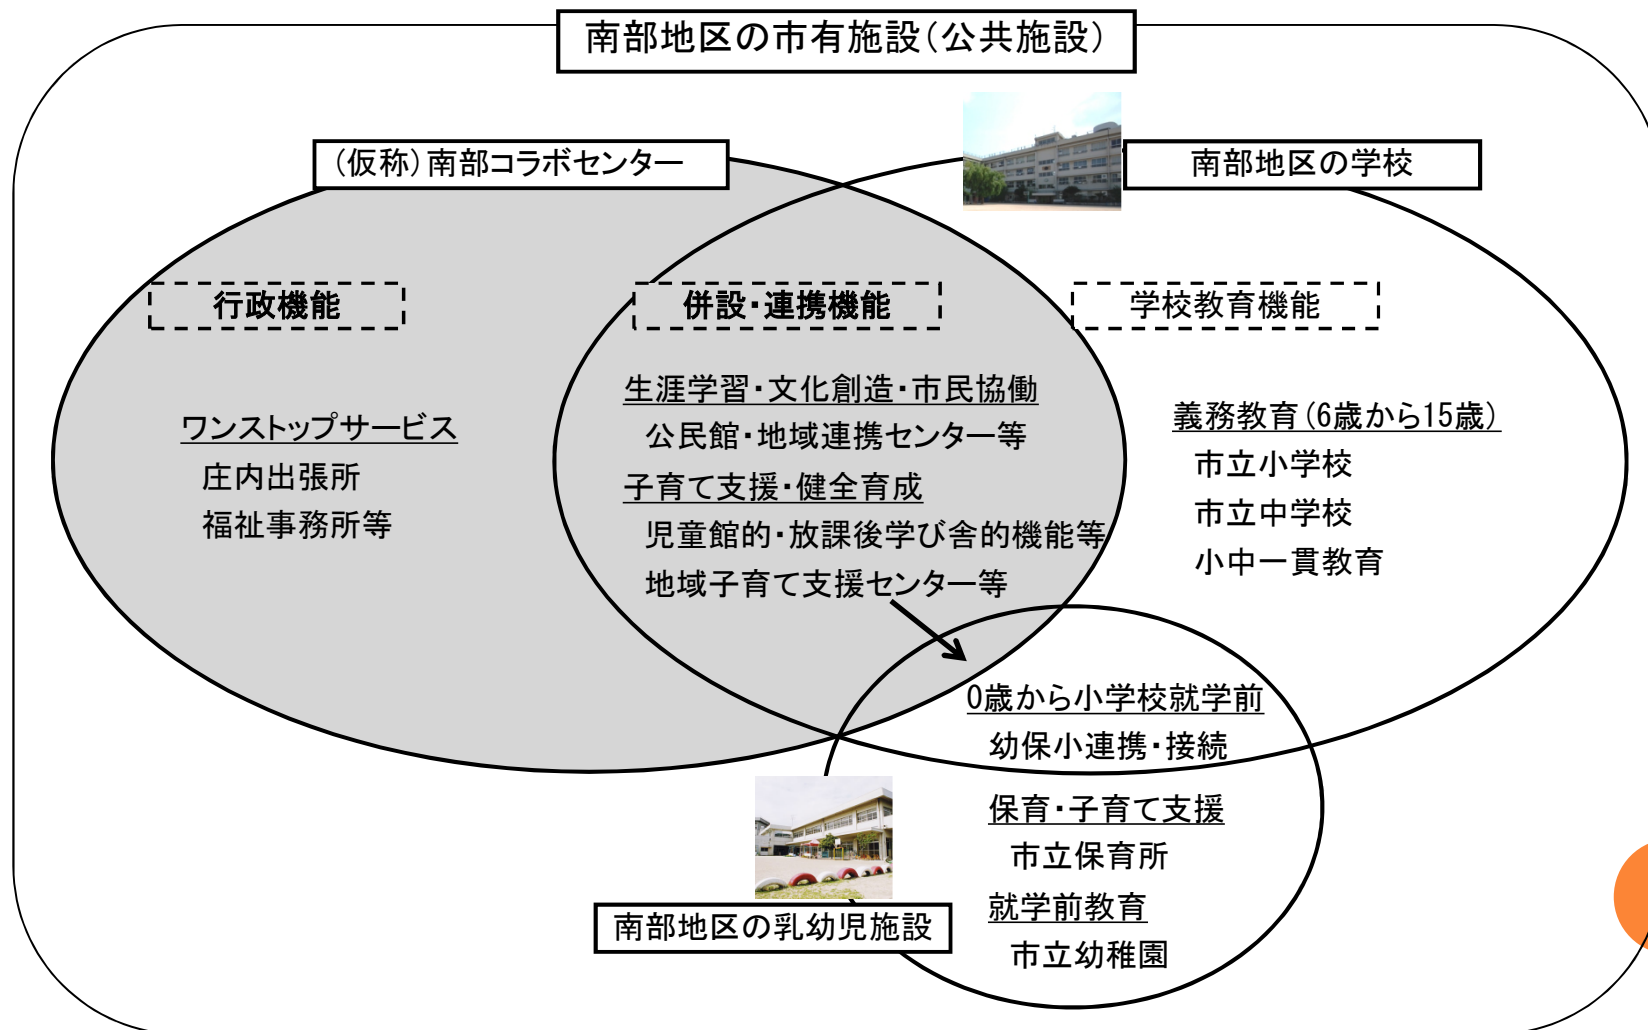 南部地区の市有施設（公共施設）
（仮称）南部コラボセンター
南部地区の学校
行政機能
併設・連携機能
学校教育機能
ワンストップサービス
庄内出張所
福祉事務所等
生涯学習・文化創造・市民協働
公民館・地域連携センター等
子育て支援・健全育成
児童館的・放課後学び舎的機能等
地域子育て支援センター等
義務教育（6歳から15歳）
市立小学校
市立中学校
小中一貫教育
0歳から小学校就学前
幼保小連携・接続
保育・子育て支援
市立保育所
就学前教育
市立幼稚園
南部地区の乳幼児施設